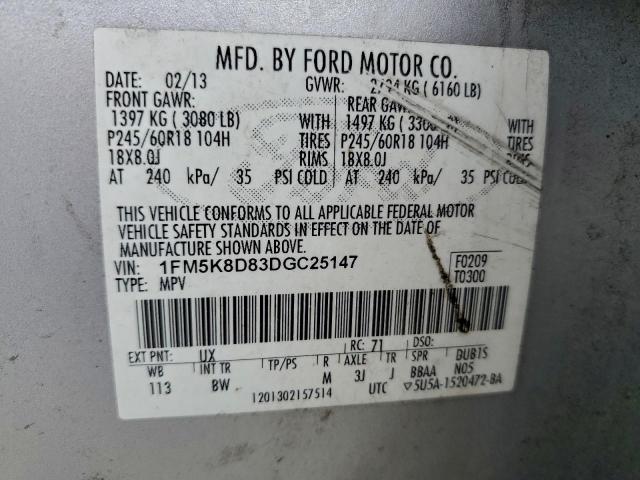 MFD. BY FORD MOTOR CO.
DATE: 02/13 GVWR: KG ( 6160 LB)
FRONT GAWR: REAR GAWR
1397 KG ( 3080 LB) WITH 1497 KG ( WITH
P245/60R18 104H TIRES P245/60R18 104H TIRES
18X8.0J RIMS 18X8.0J
AT 240 kPa/ 35 PSI COLD AT 240 kPa/ 35 PSI COLD
THIS VEHICLE CONFORMS TO ALL APPLICABLE FEDERAL MOTOR
VEHICLE SAFETY STANDARDS IN EFFECT ON THE DATE OF
MANUFACTURE SHOWN ABOVE.
VIN: 1FM5K8D83DGC25147 F0209
TYPE: MPV T0300
EXT PNT: UX RC: 71 DSO:
WB INT TR TP/PS R AXLE TR SPR DUB1S
113 BW M 3J J BBAA N05
1201302157514 UTC ▽5U5A-1520472-BA